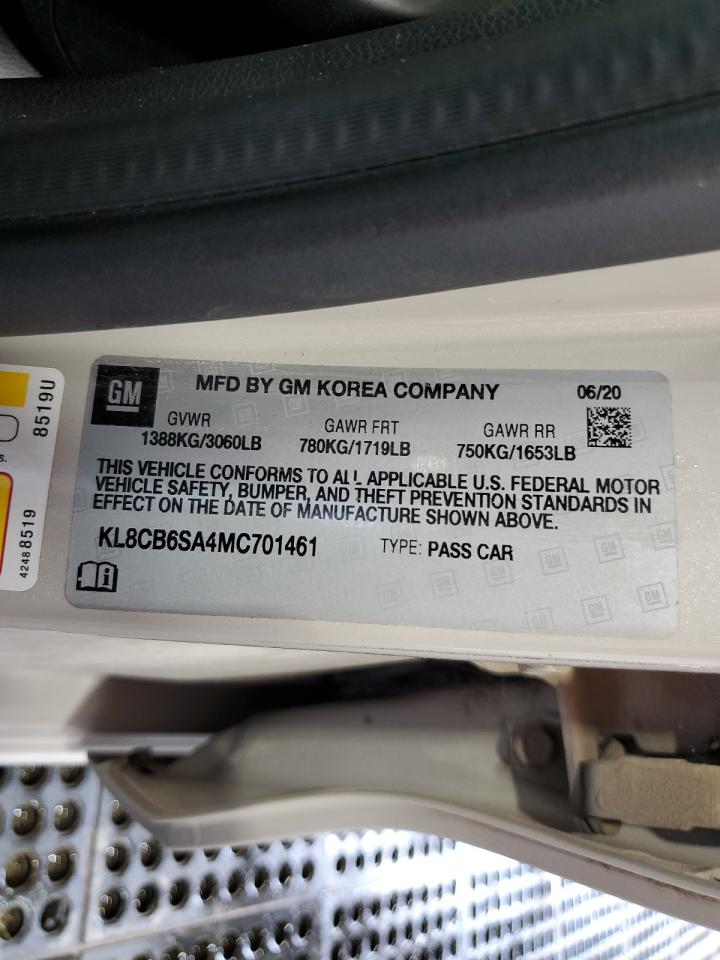 GM
MFD BY GM KOREA COMPANY
06/20
GVWR
1388KG/3060LB
GAWR FRT
780KG/1719LB
GAWR RR
750KG/1653LB
THIS VEHICLE CONFORMS TO ALL APPLICABLE U.S. FEDERAL MOTOR
VEHICLE SAFETY, BUMPER, AND THEFT PREVENTION STANDARDS IN
EFFECT ON THE DATE OF MANUFACTURE SHOWN ABOVE.
KL8CB6SA4MC701461
TYPE: PASS CAR
8519U
s.
42488519